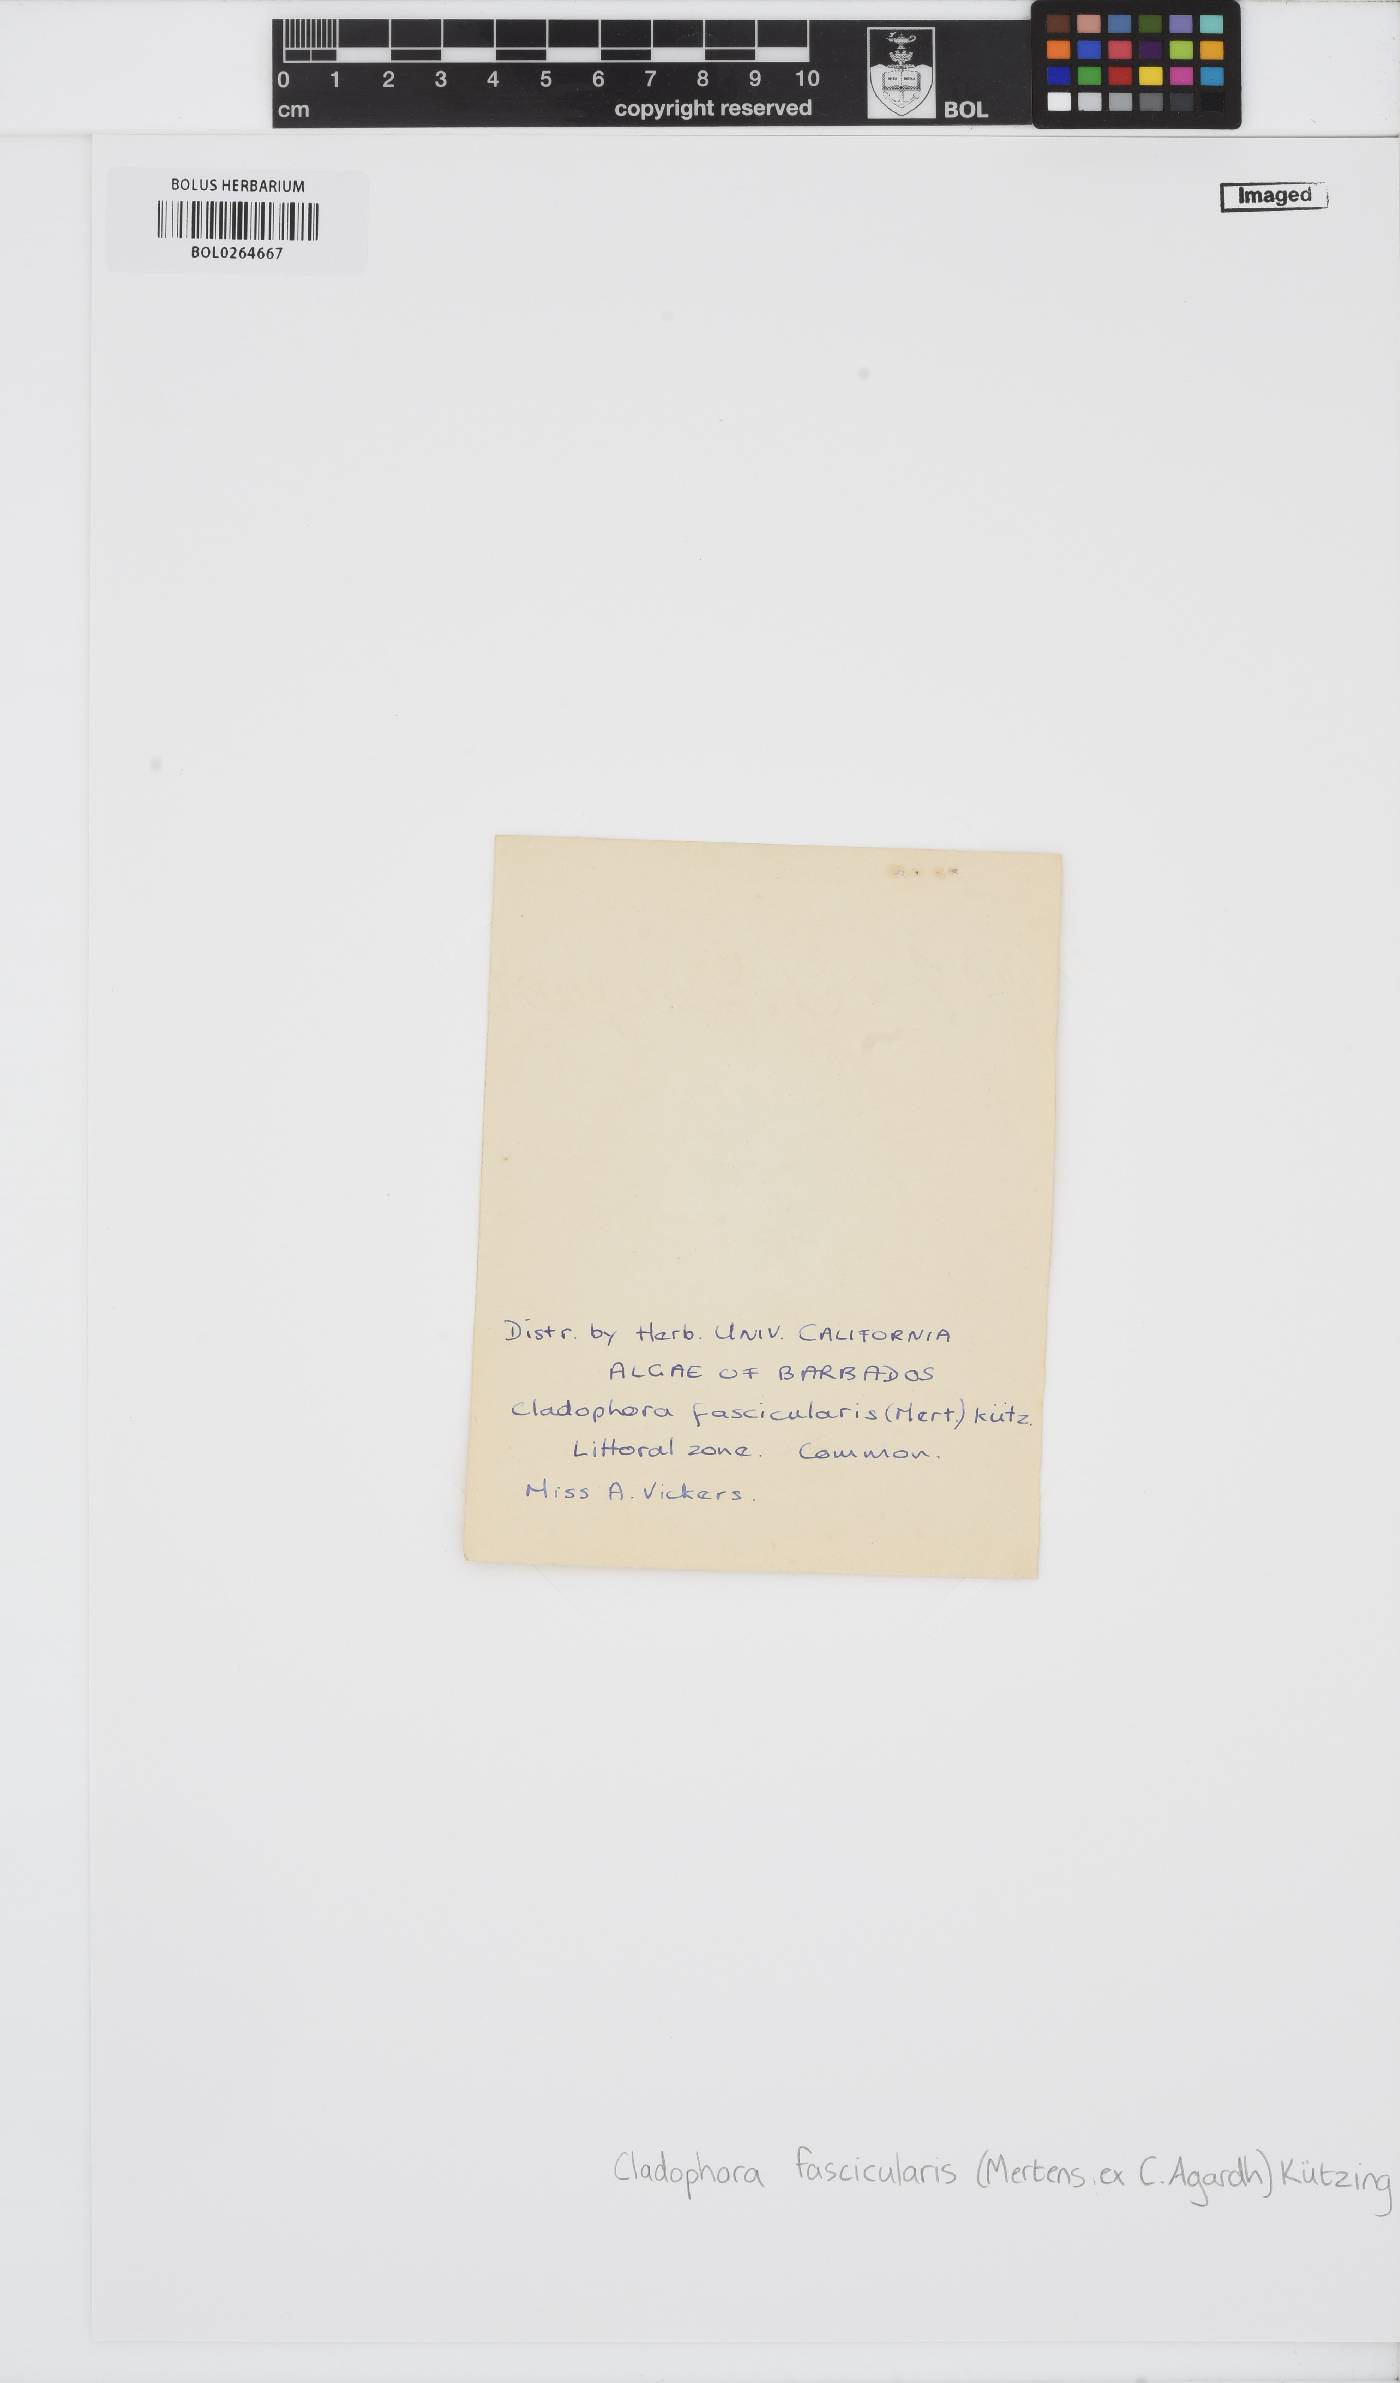 0 1 2 3 4 5 6 7 8 9 10
cm copyright reserved BOL
BOLUS HERBARIUM
BOL0264667
Imaged
Distr. by Herb. UNIV. CALIFORNIA
ALGAE OF BARBADOS
Cladophora fascicularis (Mert.) Kütz.
Littoral zone. Common.
Miss A. Vickers.
Cladophora fascicularis (Mertens. ex C. Agardh) Kützing